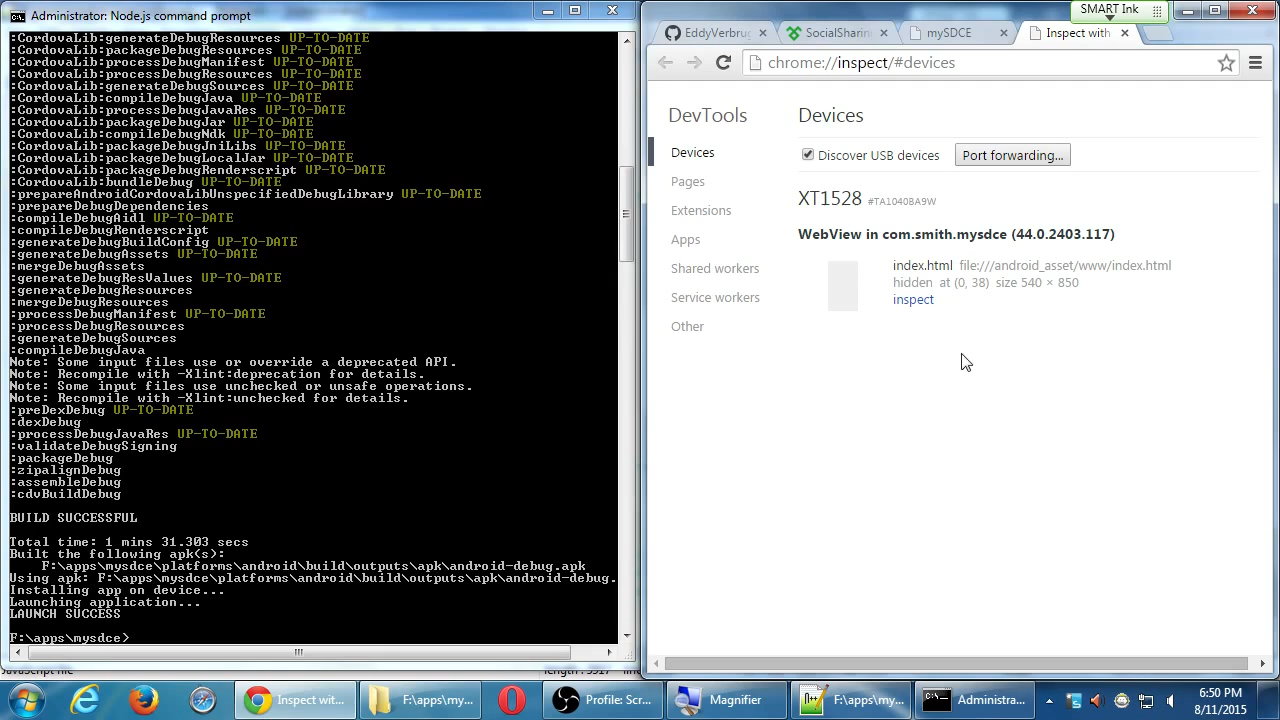 Administrator: Node.js command prompt
:CordovaLib:generateDebugResources UP-TO-DATE
:CordovaLib:packageDebugResources UP-TO-DATE
:CordovaLib:processDebugManifest UP-TO-DATE
:CordovaLib:processDebugResources UP-TO-DATE
:CordovaLib:generateDebugSources UP-TO-DATE
:CordovaLib:compileDebugJava UP-TO-DATE
:CordovaLib:processDebugJavaRes UP-TO-DATE
:CordovaLib:packageDebugJar UP-TO-DATE
:CordovaLib:compileDebugNdk UP-TO-DATE
:CordovaLib:packageDebugJniLibs UP-TO-DATE
:CordovaLib:packageDebugLocalJar UP-TO-DATE
:CordovaLib:packageDebugRenderscript UP-TO-DATE
:CordovaLib:bundleDebug UP-TO-DATE
:prepareAndroidCordovaLibUnspecifiedDebugLibrary UP-TO-DATE
:prepareDebugDependencies
:compileDebugAidl UP-TO-DATE
:compileDebugRenderscript
:generateDebugBuildConfig UP-TO-DATE
:generateDebugAssets UP-TO-DATE
:mergeDebugAssets
:generateDebugResValues UP-TO-DATE
:generateDebugResources
:mergeDebugResources
:processDebugManifest UP-TO-DATE
:processDebugResources
:generateDebugSources
:compileDebugJava
Note: Some input files use or override a deprecated API.
Note: Recompile with -Xlint:deprecation for details.
Note: Some input files use unchecked or unsafe operations.
Note: Recompile with -Xlint:unchecked for details.
:preDexDebug UP-TO-DATE
:dexDebug
:processDebugJavaRes UP-TO-DATE
:validateDebugSigning
:packageDebug
:zipalignDebug
:assembleDebug
:cdvBuildDebug
BUILD SUCCESSFUL
Total time: 1 mins 31.303 secs
Built the following apk(s):
F:\apps\mysdce\platforms\android\build\outputs\apk\android-debug.apk
Using apk: F:\apps\mysdce\platforms\android\build\outputs\apk\android-debug.
Installing app on device...
Launching application...
LAUNCH SUCCESS
F:\apps\mysdce>
SMART Ink
EddyVerbrug
SocialSharin
mySDCE
Inspect with
chrome://inspect/#devices
DevTools
Devices
Pages
Extensions
Apps
Shared workers
Service workers
Other
Devices
Discover USB devices
Port forwarding...
XT1528 #TA1040BA9W
WebView in com.smith.mysdce (44.0.2403.117)
index.html file:///android_asset/www/index.html
hidden at (0, 38) size 540 × 850
inspect
Inspect wit...
F:\apps\my...
Profile: Scr...
Magnifier
F:\apps\my...
Administra...
6:50 PM
8/11/2015